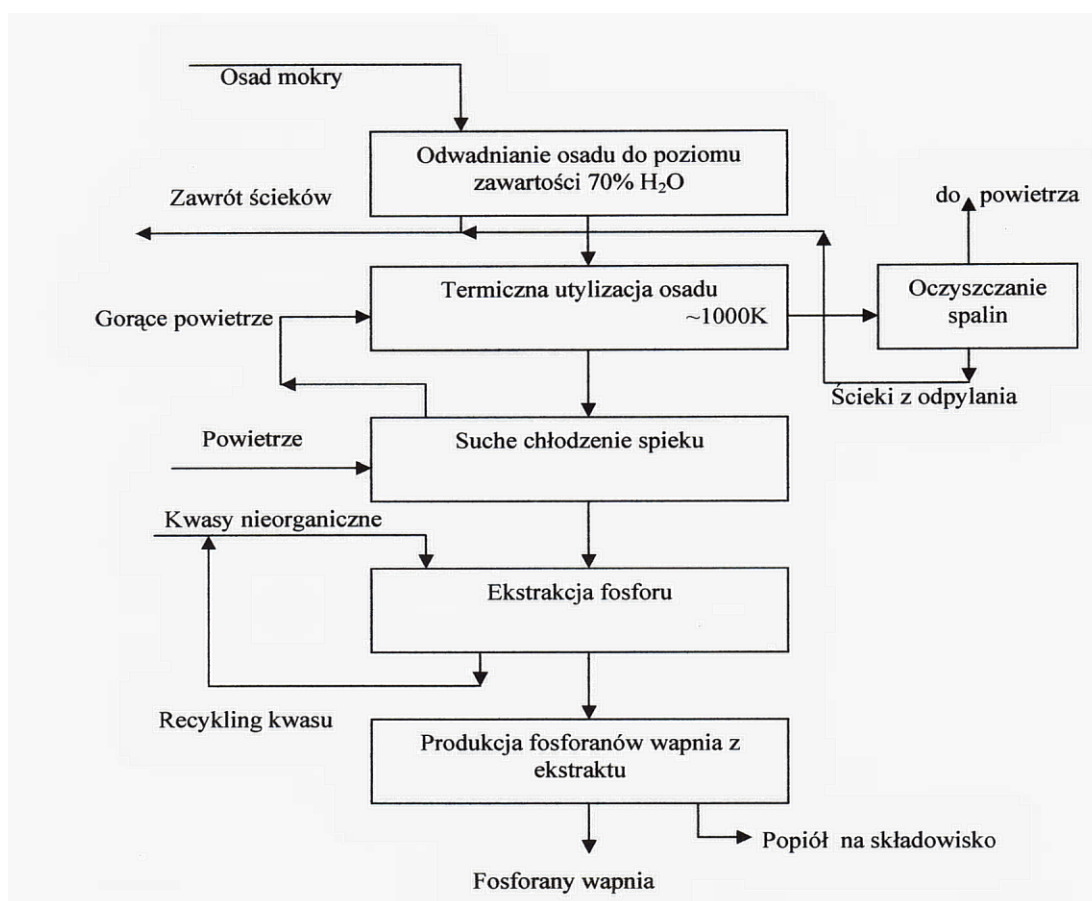 Osad mokry
Odwadnianie osadu do poziomu
zawartości 70% H₂O
Zawrót ścieków
do powietrza
Termiczna utylizacja osadu
~1000K
Oczyszczanie
spalin
Gorące powietrze
Ścieki z odpylania
Suche chłodzenie spieku
Powietrze
Kwasy nieorganiczne
Ekstrakcja fosforu
Recykling kwasu
Produkcja fosforanów wapnia z
ekstraktu
Popiół na składowisko
Fosforany wapnia